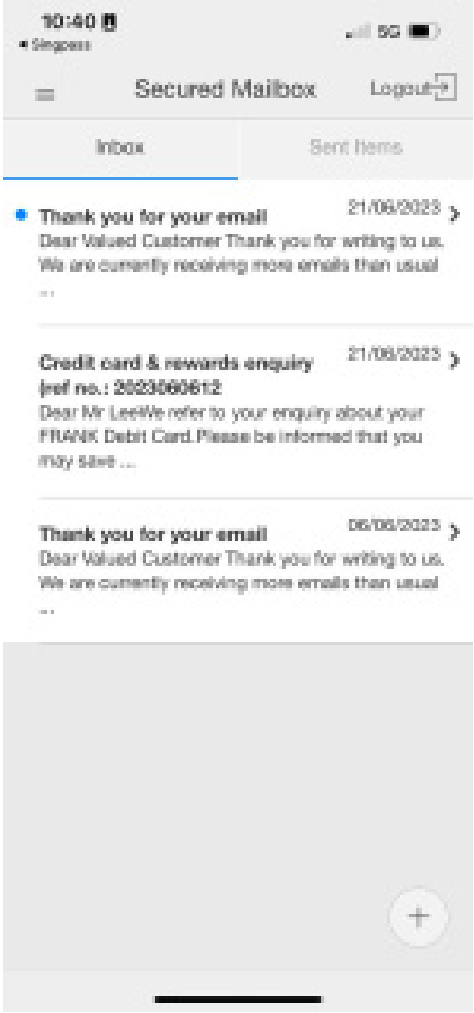 10:40
Singpass
5G
Secured Mailbox
Logout
Inbox
Sent Items
Thank you for your email
21/06/2023
Dear Valued Customer Thank you for writing to us.
We are currently receiving more emails than usual
...
Credit card & rewards enquiry
21/06/2023
(ref no.: 2023060612
Dear Mr LeeWe refer to your enquiry about your
FRANK Debit Card.Please be informed that you
may save ...
Thank you for your email
06/06/2023
Dear Valued Customer Thank you for writing to us.
We are currently receiving more emails than usual
...